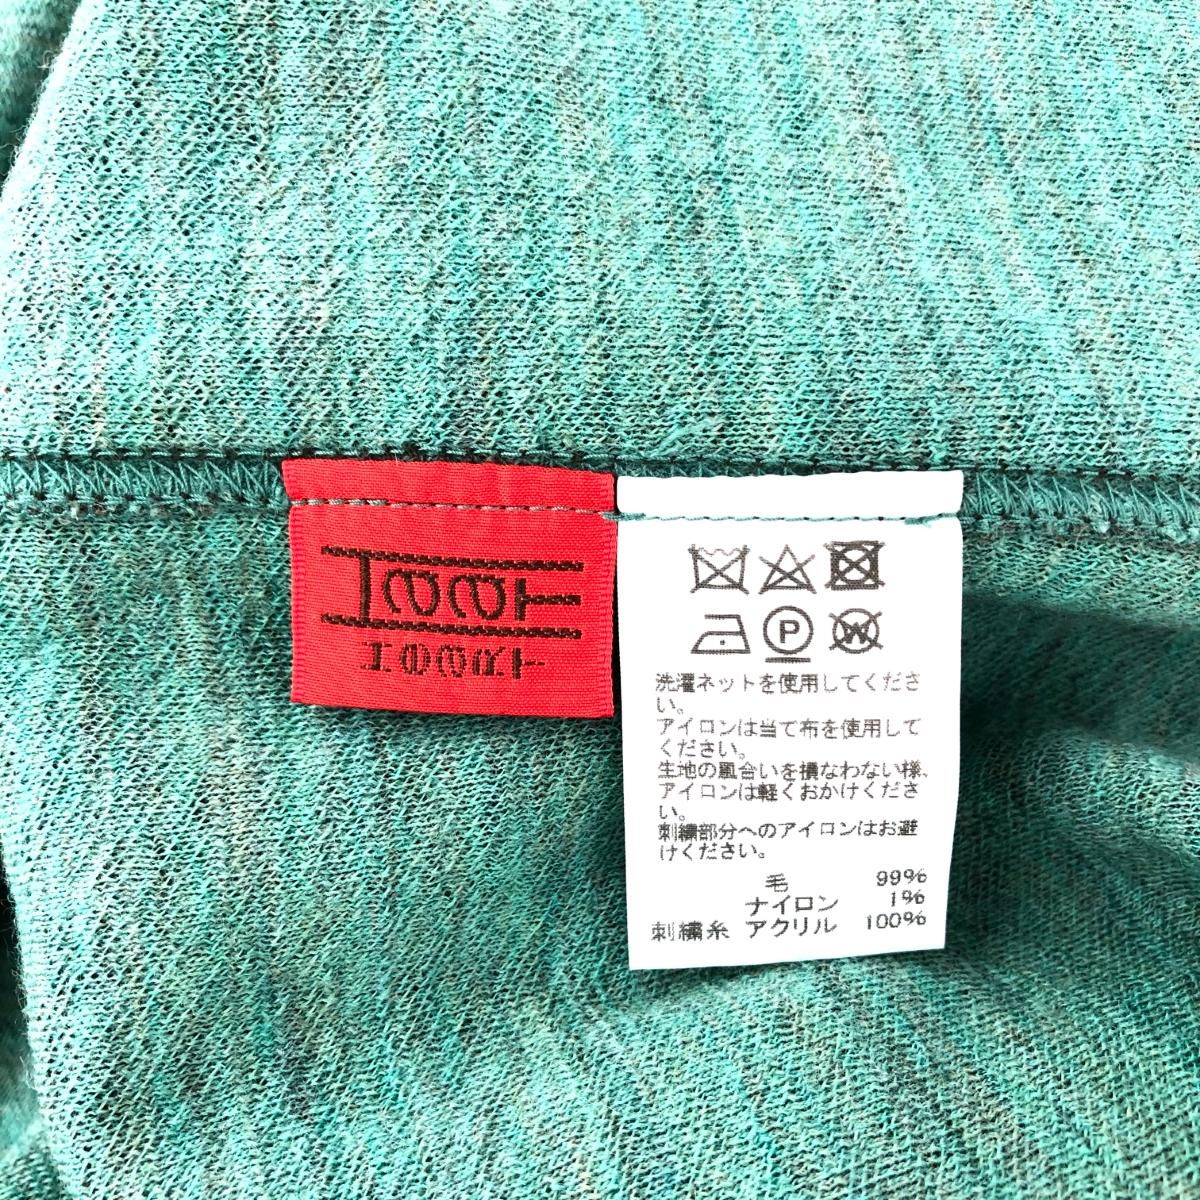 HaaT
HeaRT
P
W
洗濯ネットを使用してくださ
い。
アイロンは当て布を使用して
ください。
生地の風合いを損なわない様、
アイロンは軽くおかけくださ
い。
刺繍部分へのアイロンはお避
けください。
毛 99%
ナイロン 1%
刺繍糸 アクリル 100%